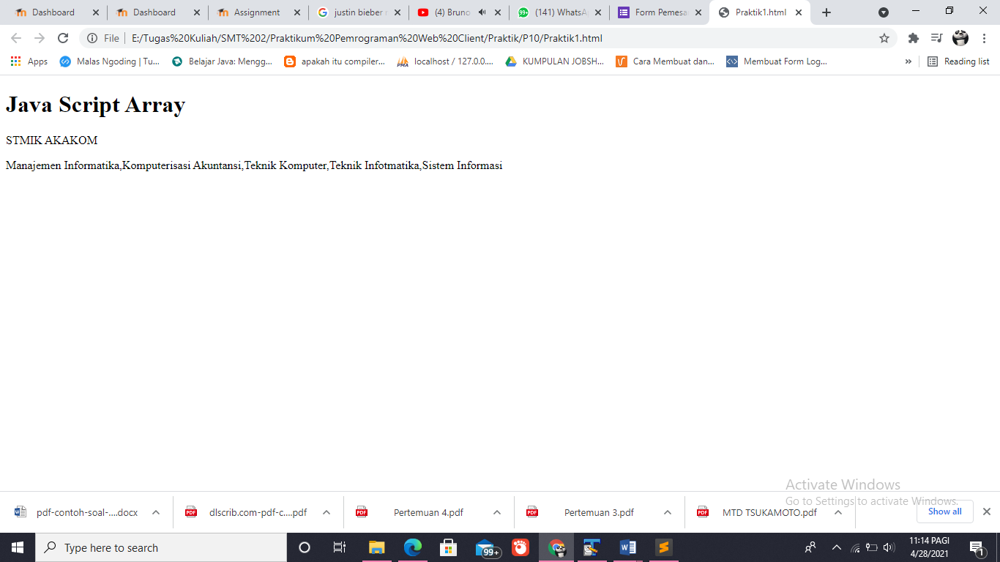 Dashboard
Dashboard
Assignment
justin bieber
(4) Bruno
(141) WhatsA
Form Pemesa
Praktik1.html
File
E:/Tugas%20Kuliah/SMT%202/Praktikum%20Pemrograman%20Web%20Client/Praktik/P10/Praktik1.html
Apps
Malas Ngoding | Tu...
Belajar Java: Mengg...
apakah itu compiler...
localhost / 127.0.0....
KUMPULAN JOBSH...
Cara Membuat dan...
Membuat Form Log...
»
Reading list
Java Script Array
STMIK AKAKOM
Manajemen Informatika,Komputerisasi Akuntansi,Teknik Komputer,Teknik Infotmatika,Sistem Informasi
Activate Windows
Go to Settings to activate Windows.
pdf-contoh-soal-....docx
dlscrib.com-pdf-c....pdf
Pertemuan 4.pdf
Pertemuan 3.pdf
MTD TSUKAMOTO.pdf
Show all
Type here to search
99+
11:14 PAGI
4/28/2021
1